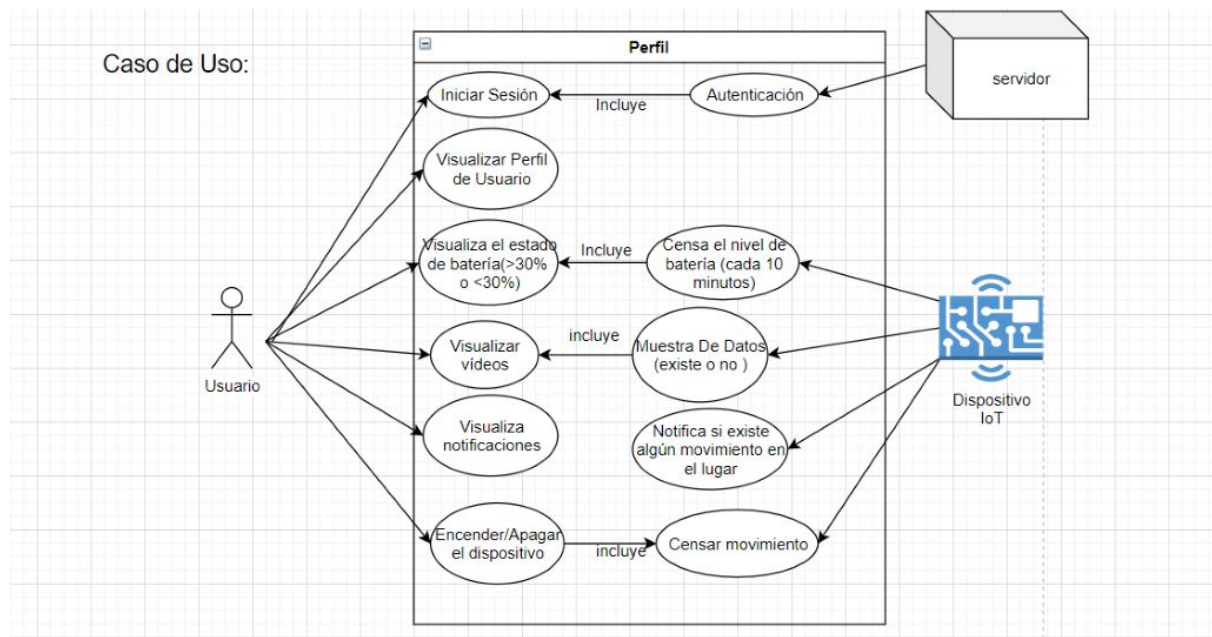 Caso de Uso:
Perfil
servidor
Iniciar Sesión
Incluye
Autenticación
Visualizar Perfil
de Usuario
Visualiza el estado
de batería(>30%
o <30%)
Incluye
Censa el nivel de
batería (cada 10
minutos)
Visualizar
vídeos
incluye
Muestra De Datos
(existe o no )
Usuario
Dispositivo
IoT
Visualiza
notificaciones
Notifica si existe
algún movimiento en
el lugar
Encender/Apagar
el dispositivo
incluye
Censar movimiento